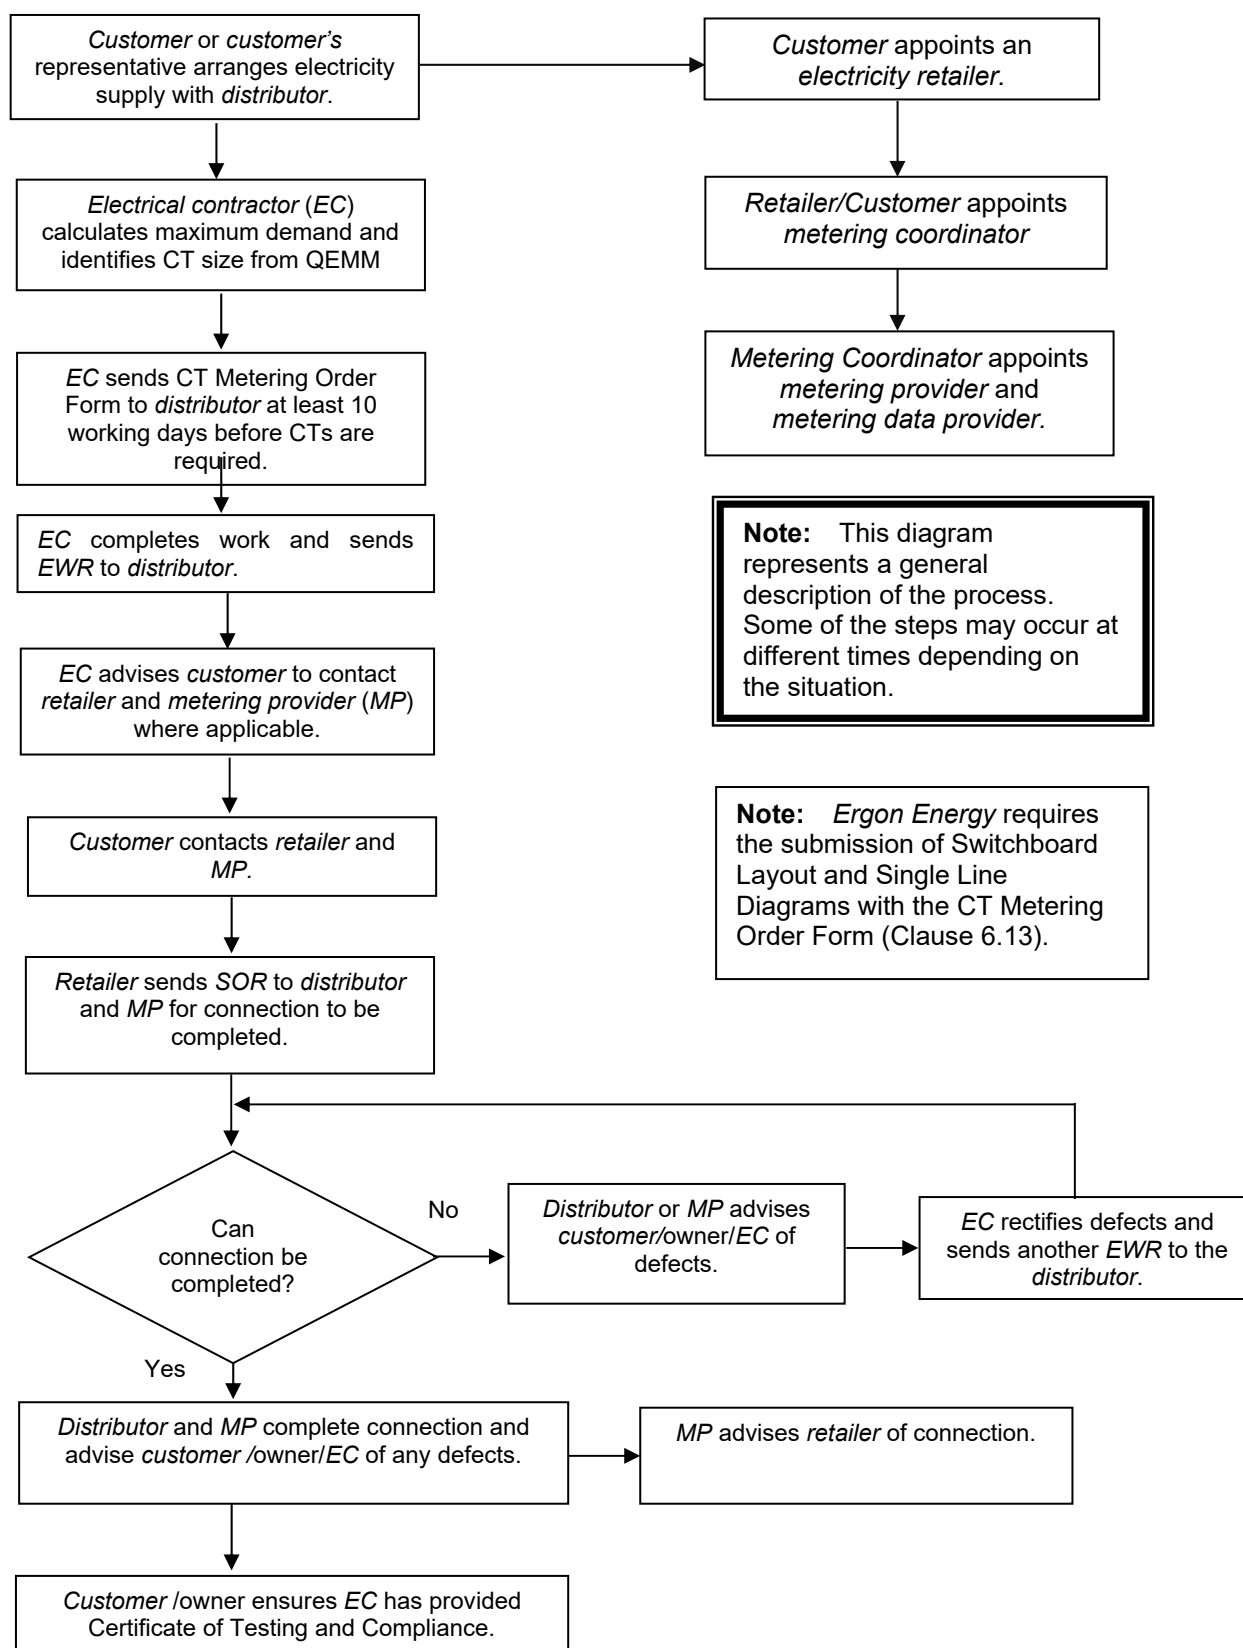 Customer or customer's
representative arranges electricity
supply with distributor.
Customer appoints an
electricity retailer.
Electrical contractor (EC)
calculates maximum demand and
identifies CT size from QEMM
Retailer/Customer appoints
metering coordinator
EC sends CT Metering Order
Form to distributor at least 10
working days before CTs are
required.
Metering Coordinator appoints
metering provider and
metering data provider.
EC completes work and sends
EWR to distributor.
Note: This diagram
represents a general
description of the process.
Some of the steps may occur at
different times depending on
the situation.
EC advises customer to contact
retailer and metering provider (MP)
where applicable.
Customer contacts retailer and
MP.
Note: Ergon Energy requires
the submission of Switchboard
Layout and Single Line
Diagrams with the CT Metering
Order Form (Clause 6.13).
Retailer sends SOR to distributor
and MP for connection to be
completed.
Can
connection be
completed?
No
Distributor or MP advises
customer/owner/EC of
defects.
EC rectifies defects and
sends another EWR to the
distributor.
Yes
Distributor and MP complete connection and
advise customer /owner/EC of any defects.
MP advises retailer of connection.
Customer /owner ensures EC has provided
Certificate of Testing and Compliance.